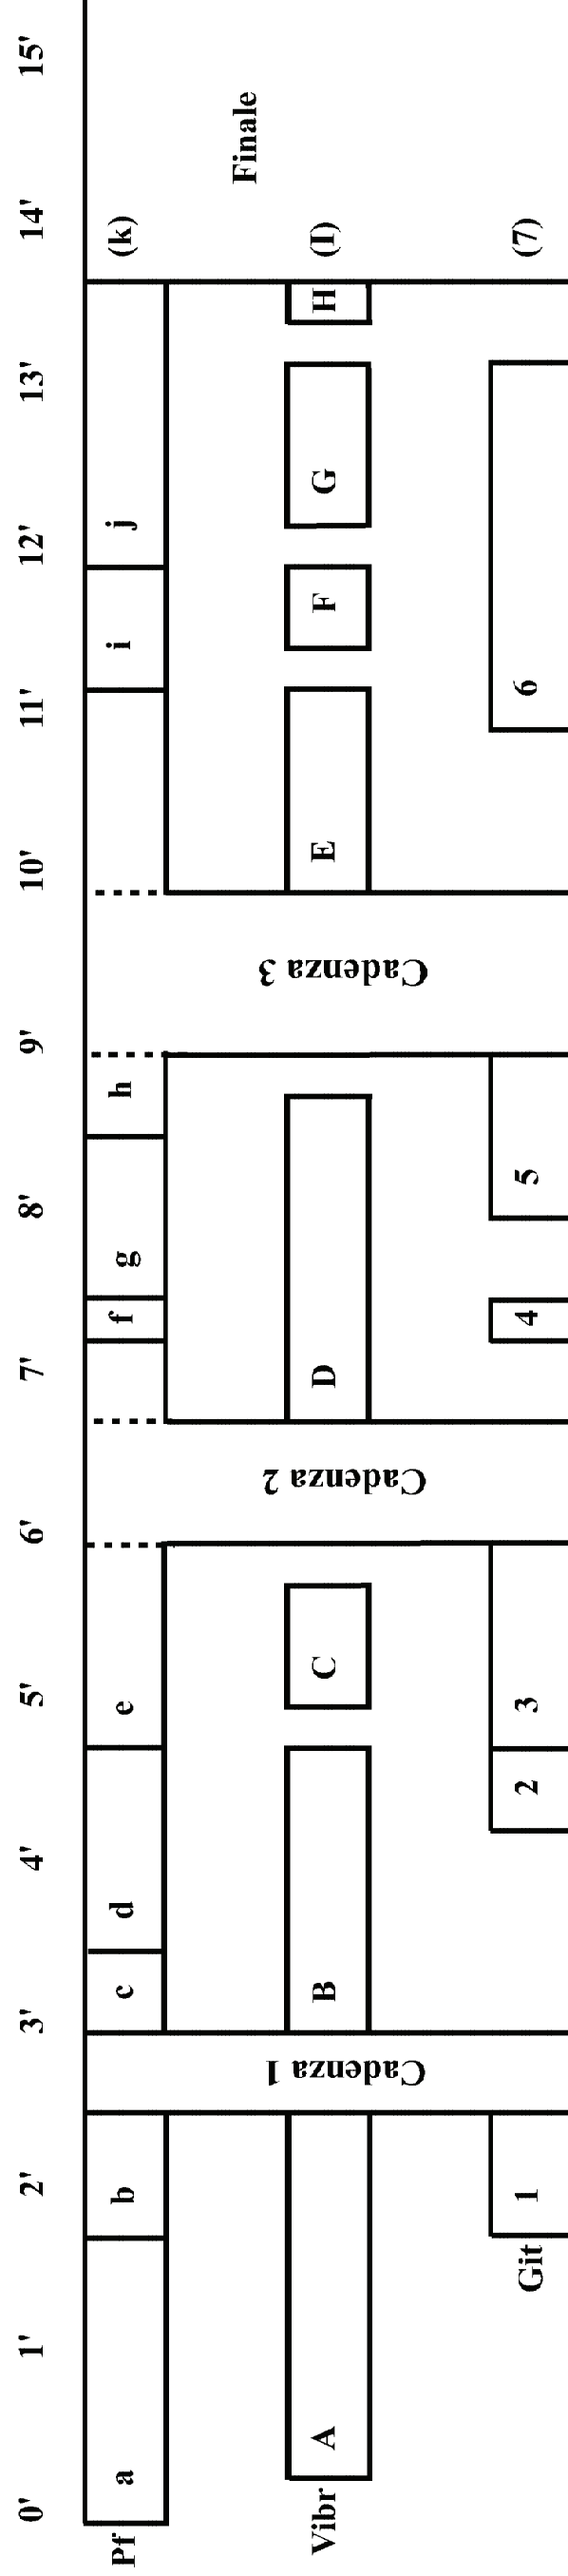 0' 1' 2' 3' 4' 5' 6' 7' 8' 9' 10' 11' 12' 13' 14' 15'
Pf a b c d e f g h i j (k)
Finale
Vibr A B C D E F G H (I)
Cadenza 1 Cadenza 2 Cadenza 3
Git 1 2 3 4 5 6 (7)